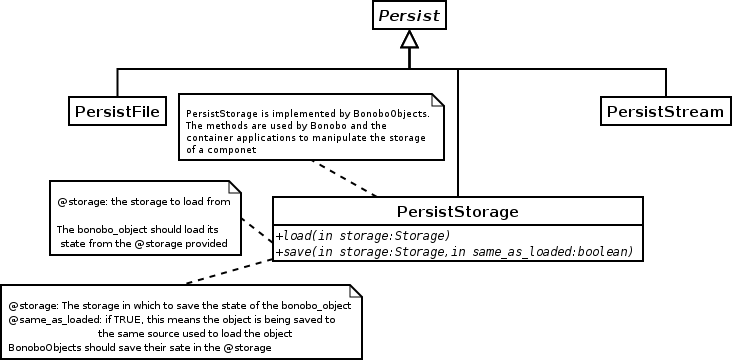 Persist
PersistFile
PersistStream
PersistStorage is implemented by BonoboObjects.
The methods are used by Bonobo and the
container applications to manipulate the storage
of a componet
@storage: the storage to load from
The bonobo_object should load its
state from the @storage provided
PersistStorage
+load(in storage:Storage)
+save(in storage:Storage,in same_as_loaded:boolean)
@storage: The storage in which to save the state of the bonobo_object
@same_as_loaded: if TRUE, this means the object is being saved to
the same source used to load the object
BonoboObjects should save their sate in the @storage